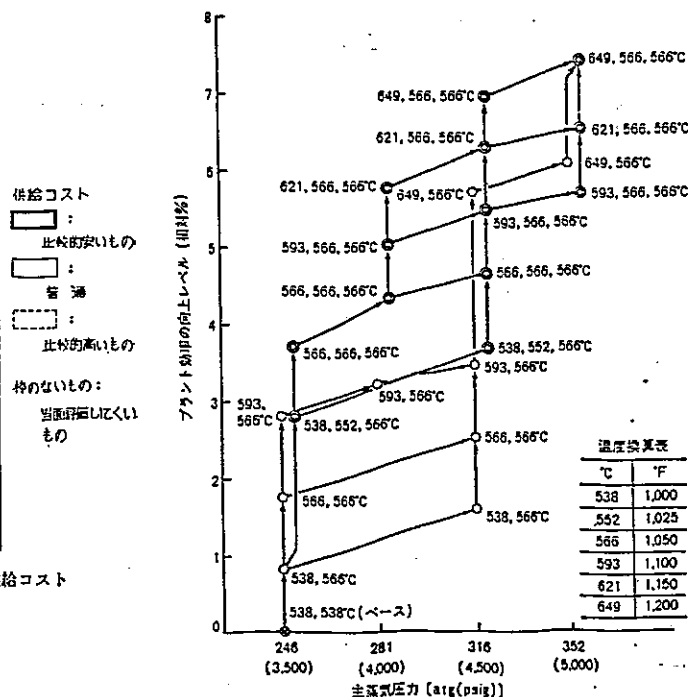 供給コスト
:
比較的安いもの
:
普通
:
比較的高いもの
枠のないもの:
もの
給コスト
プラント効率の向上レベル (相対%)
8
7
6
5
4
3
2
1
0
649, 566, 566℃
649, 566, 566℃
621, 566, 566℃
621, 566, 566℃
649, 566℃
621, 566, 566℃
649, 566℃
593, 566, 566℃
593, 566, 566℃
593, 566, 566℃
566, 566, 566℃
566, 566, 566℃
566, 566, 566℃
538, 552, 566℃
593, 566℃
593, 566℃
593, 566℃
538, 552, 566℃
566, 566℃
566, 566℃
538, 566℃
538, 566℃
538, 538℃(ベース)
246
(3,500)
281
(4,000)
316
(4,500)
352
(5,000)
主蒸気圧力 [atg(psig)]
温度換算表
℃ ℉
538 1,000
552 1,025
566 1,050
593 1,100
621 1,150
649 1,200